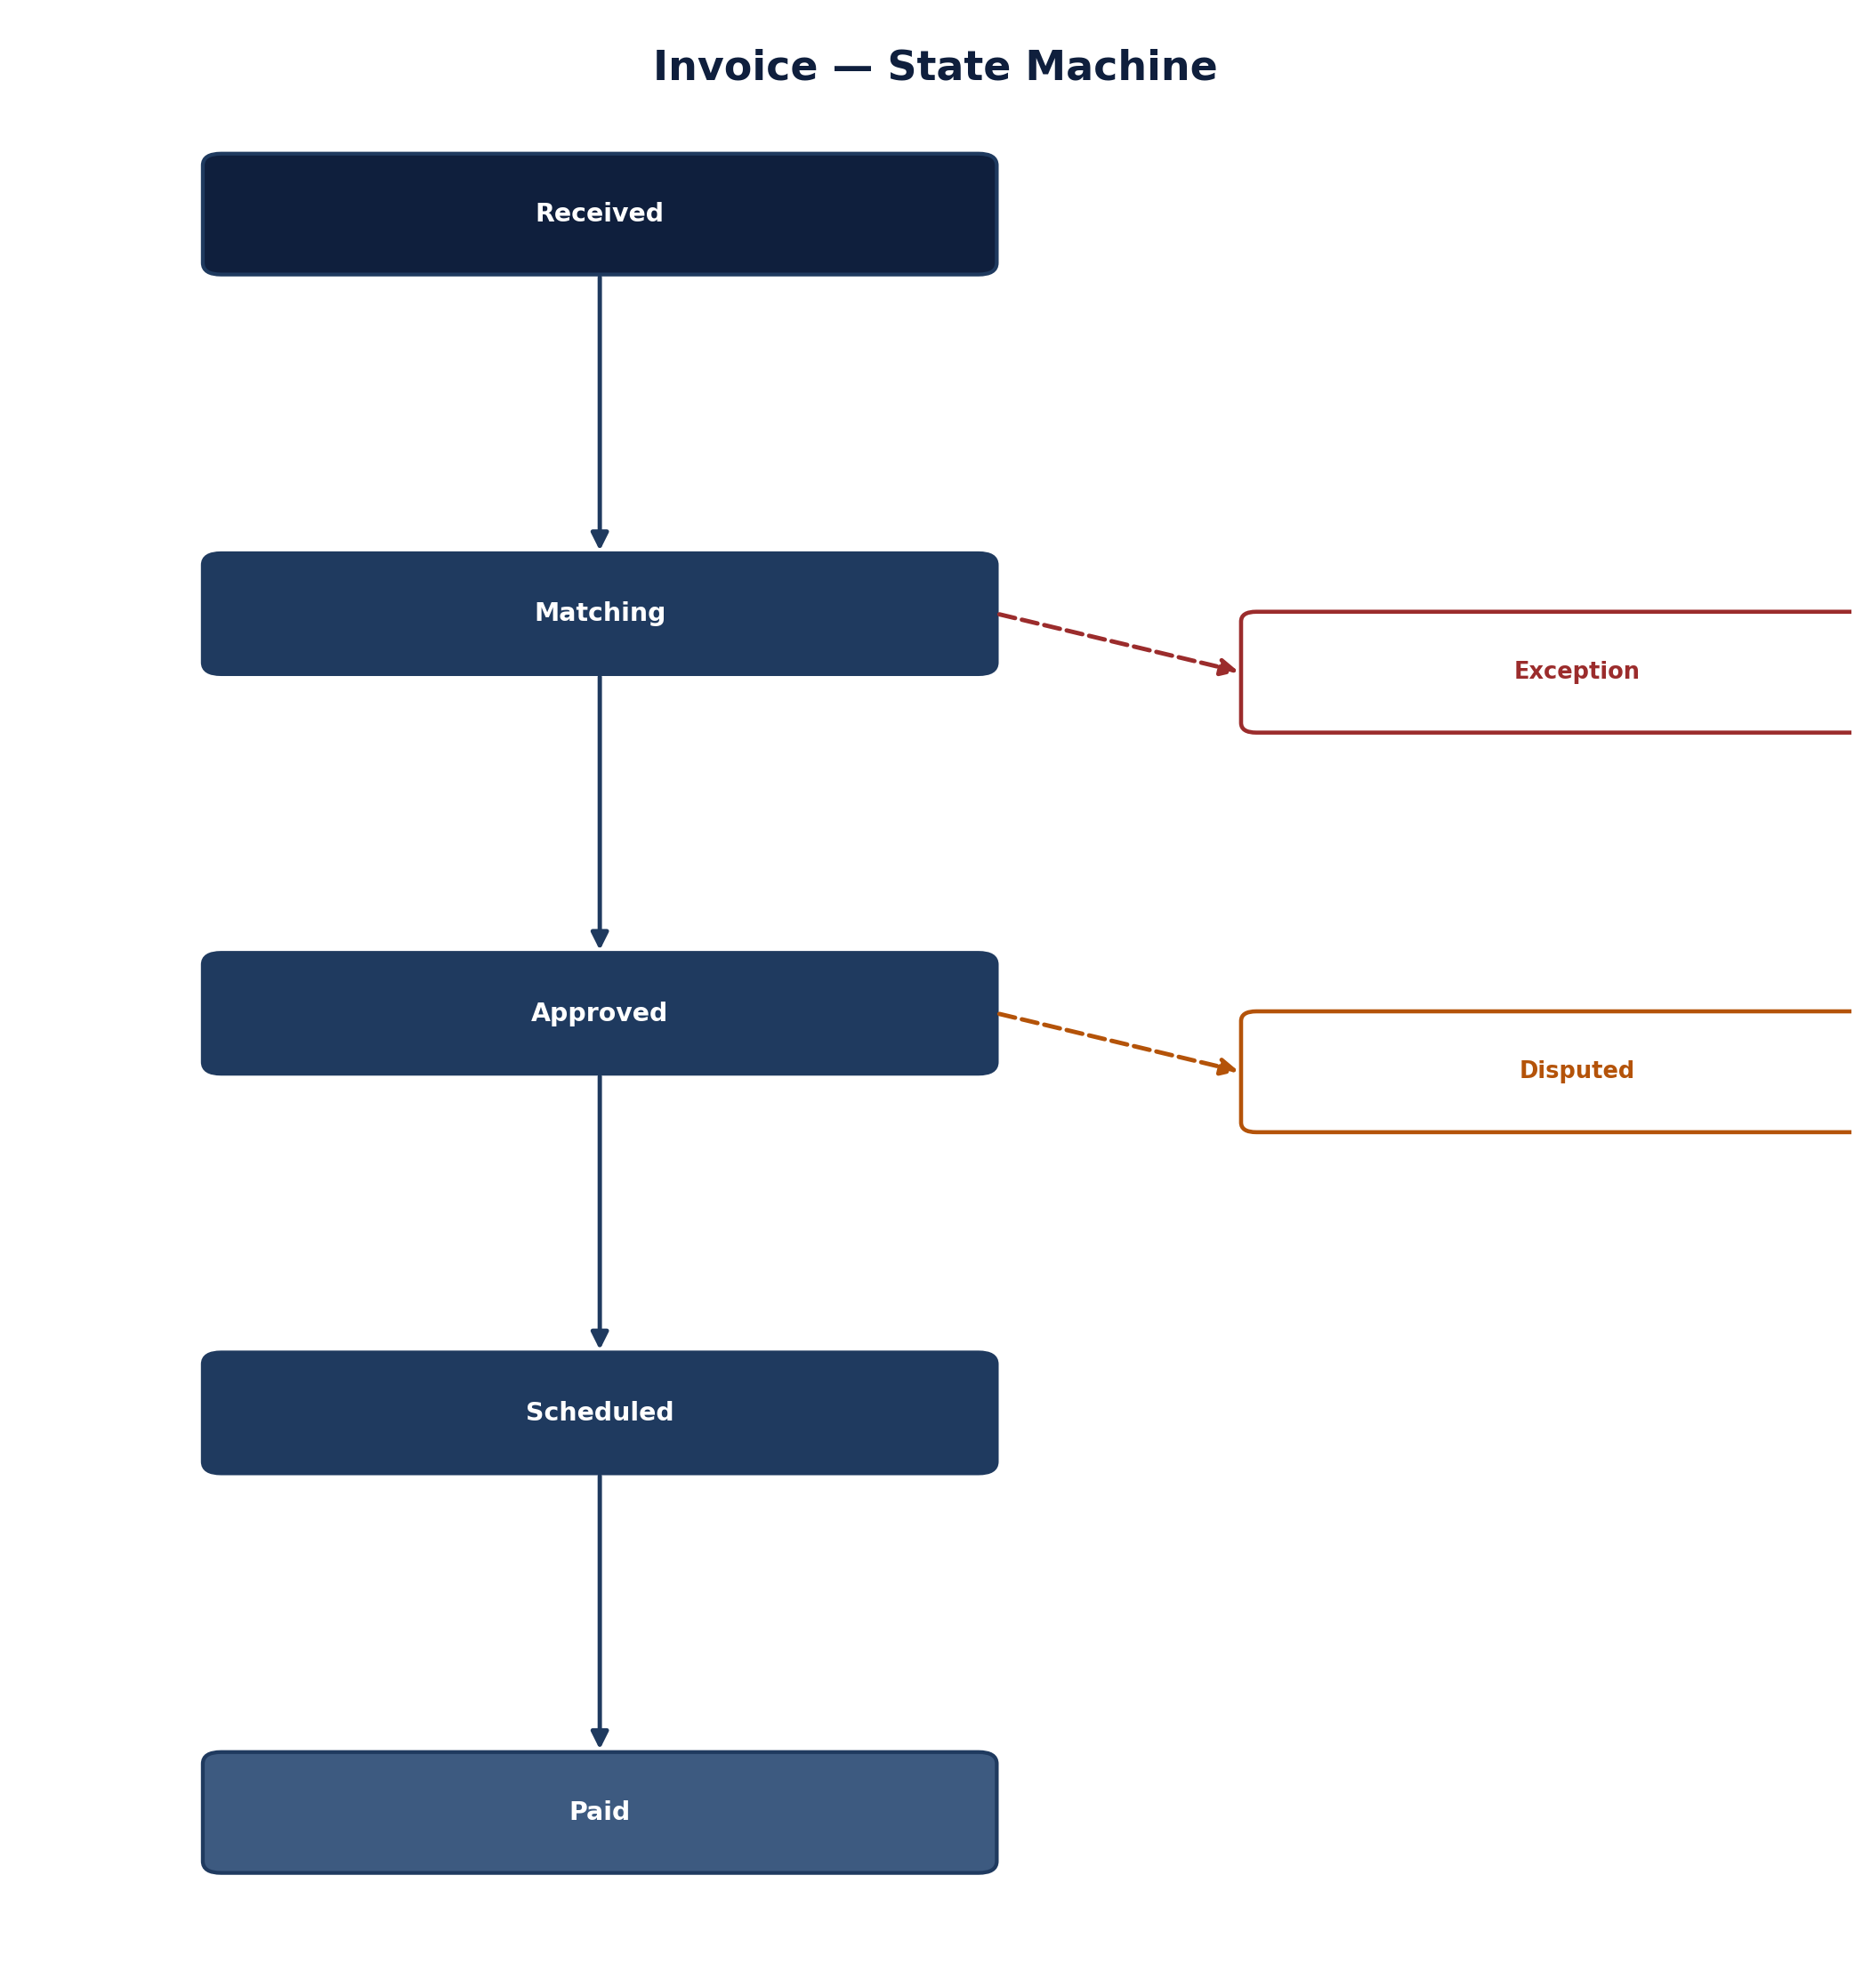 Invoice — State Machine
Received
Matching
Exception
Approved
Disputed
Scheduled
Paid